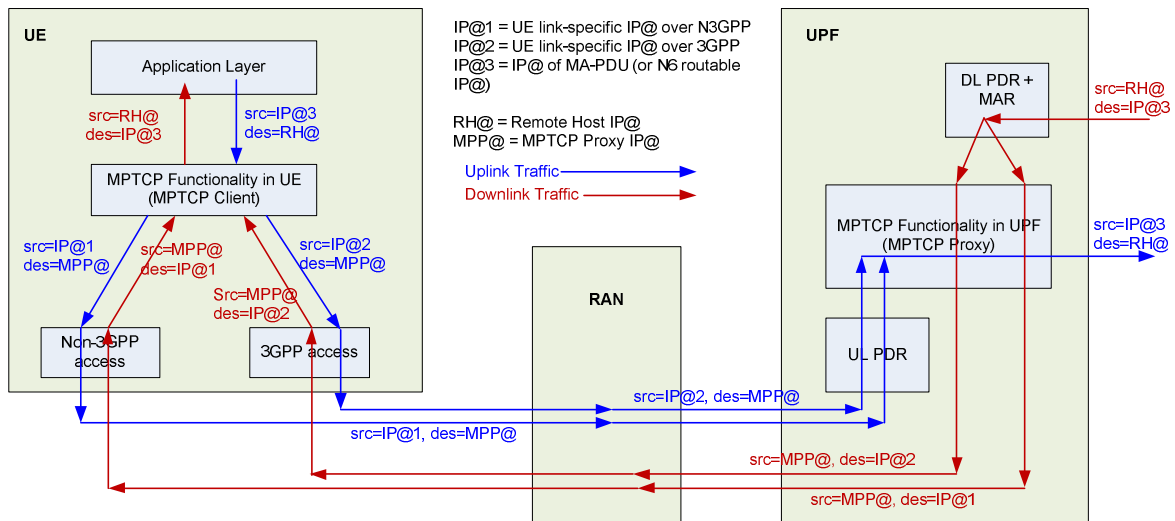 UE
Application Layer
src=RH@
des=IP@3
src=IP@3
des=RH@
MPTCP Functionality in UE
(MPTCP Client)
src=IP@1
des=MPP@
src=MPP@
des=IP@1
src=IP@2
des=MPP@
Src=MPP@
des=IP@2
Non-3GPP
access
3GPP access
IP@1 = UE link-specific IP@ over N3GPP
IP@2 = UE link-specific IP@ over 3GPP
IP@3 = IP@ of MA-PDU (or N6 routable
IP@)
RH@ = Remote Host IP@
MPP@ = MPTCP Proxy IP@
Uplink Traffic
Downlink Traffic
RAN
UPF
DL PDR +
MAR
src=RH@
des=IP@3
MPTCP Functionality in UPF
(MPTCP Proxy)
src=IP@3
des=RH@
UL PDR
src=IP@2, des=MPP@
src=IP@1, des=MPP@
src=MPP@, des=IP@2
src=MPP@, des=IP@1